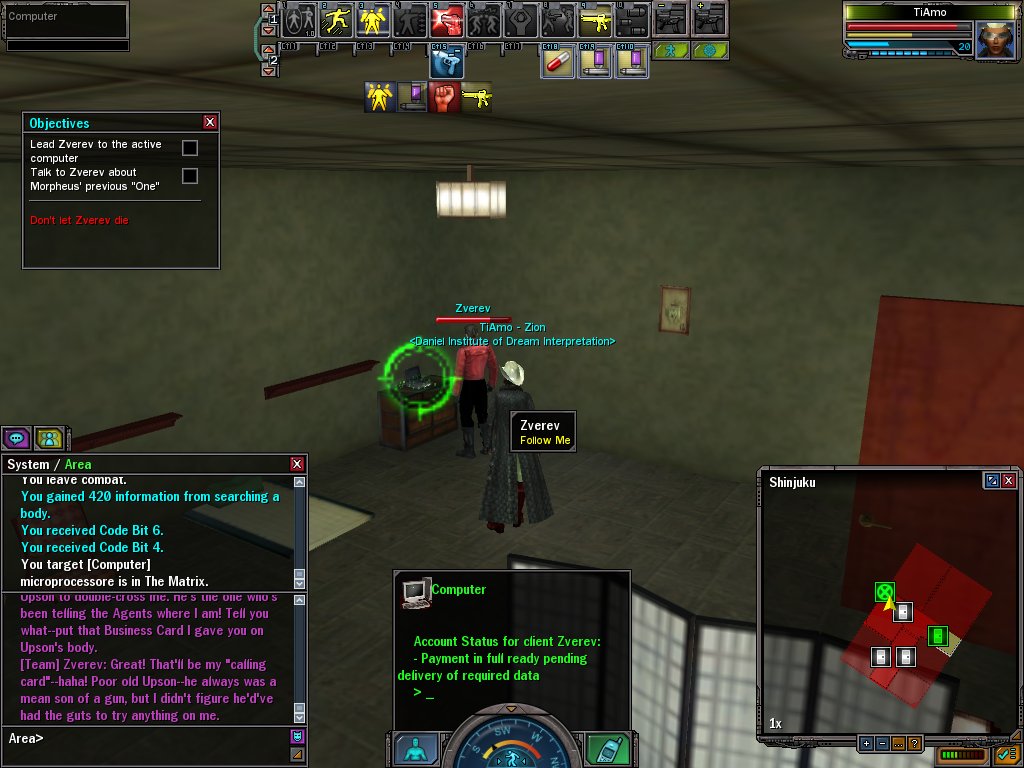 Computer
1
2
1.0
TiAmo
20
Objectives
Lead Zverev to the active
computer
Talk to Zverev about
Morpheus' previous "One"
Don't let Zverev die
Zverev
TiAmo - Zion
<Daniel Institute of Dream Interpretation>
Zverev
Follow Me
System / Area
You leave combat.
You gained 420 information from searching a
body.
You received Code Bit 6.
You received Code Bit 4.
You target [Computer]
microprocessore is in The Matrix.
Upson to double-cross me. He's the one who's
been telling the Agents where I am! Tell you
what--put that Business Card I gave you on
Upson's body.
[Team] Zverev: Great! That'll be my "calling
card"--haha! Poor old Upson--he always was a
mean son of a gun, but I didn't figure he'd've
had the guts to try anything on me.
Area>
Computer
Account Status for client Zverev:
- Payment in full ready pending
delivery of required data
> _
S SW W
Shinjuku
1x